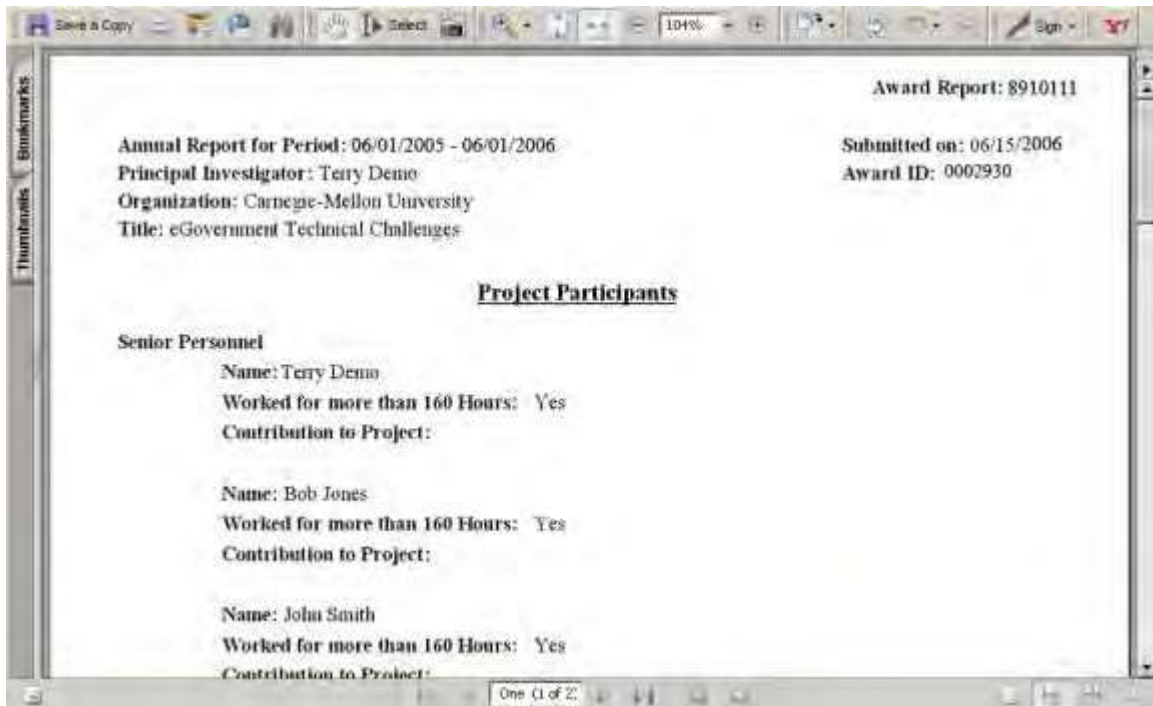 Save a Copy Select 104% Sign
Award Report: 8910111
Annual Report for Period: 06/01/2005 - 06/01/2006
Submitted on: 06/15/2006
Principal Investigator: Terry Demo
Award ID: 0002930
Organization: Carnegie-Mellon University
Title: eGovernment Technical Challenges
Bookmarks
Thumbnails
Project Participants
Senior Personnel
Name: Terry Demo
Worked for more than 160 Hours: Yes
Contribution to Project:
Name: Bob Jones
Worked for more than 160 Hours: Yes
Contribution to Project:
Name: John Smith
Worked for more than 160 Hours: Yes
Contribution to Project:
One (1 of 2)